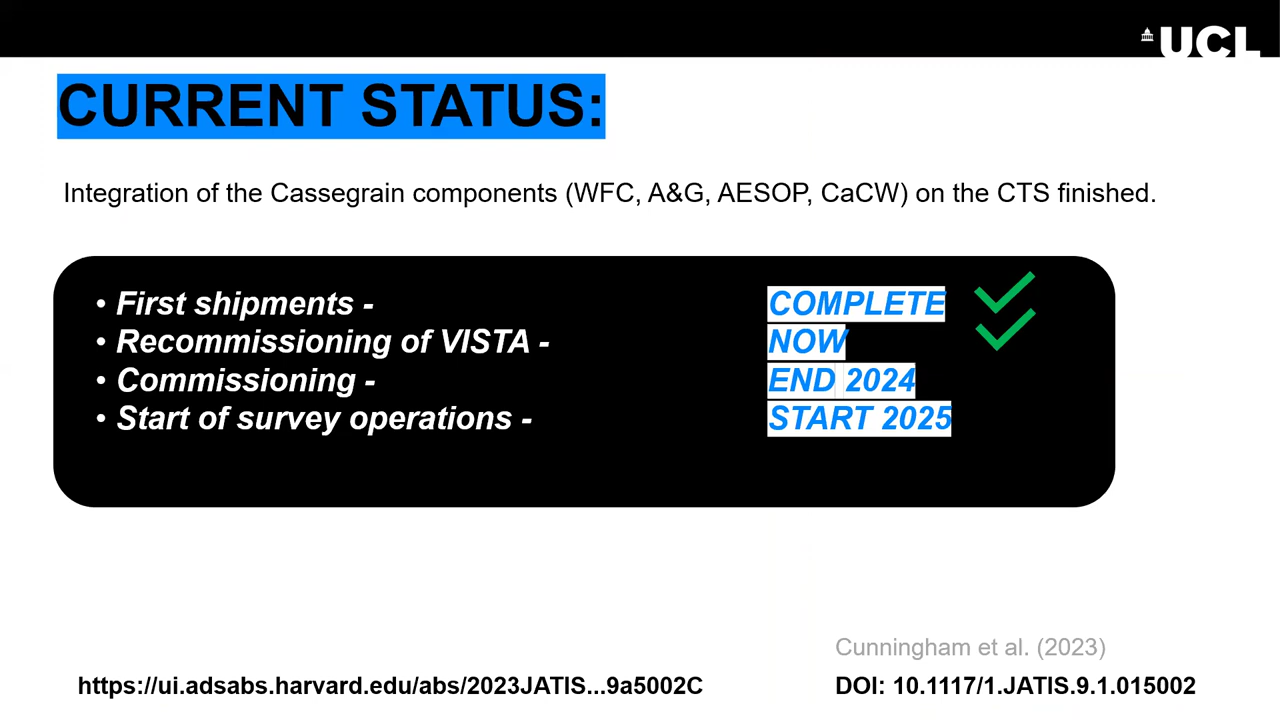 UCL
CURRENT STATUS:
Integration of the Cassegrain components (WFC, A&G, AESOP, CaCW) on the CTS finished.
• First shipments - COMPLETE
• Recommissioning of VISTA - NOW
• Commissioning - END 2024
• Start of survey operations - START 2025
Cunningham et al. (2023)
https://ui.adsabs.harvard.edu/abs/2023JATIS...9a5002C DOI: 10.1117/1.JATIS.9.1.015002